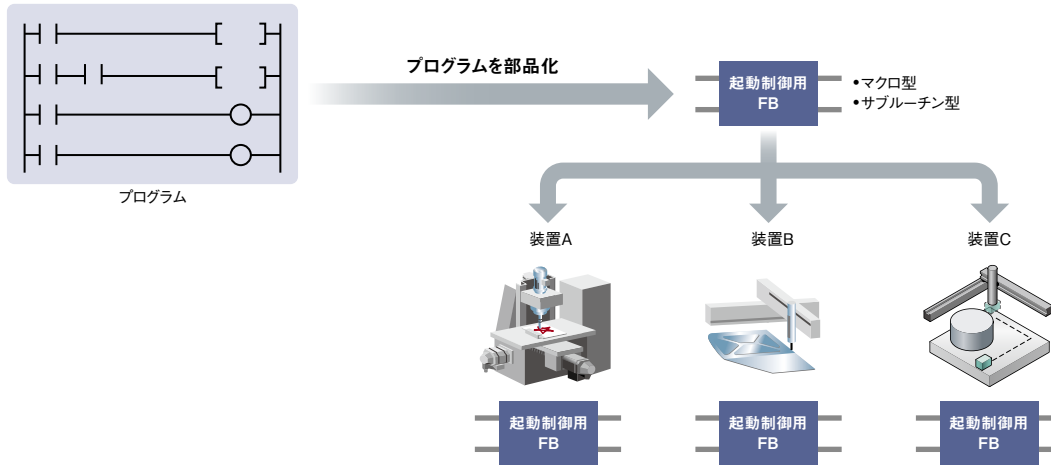 プログラム
プログラムを部品化
起動制御用
FB
•マクロ型
•サブルーチン型
装置A
装置B
装置C
起動制御用
FB
起動制御用
FB
起動制御用
FB